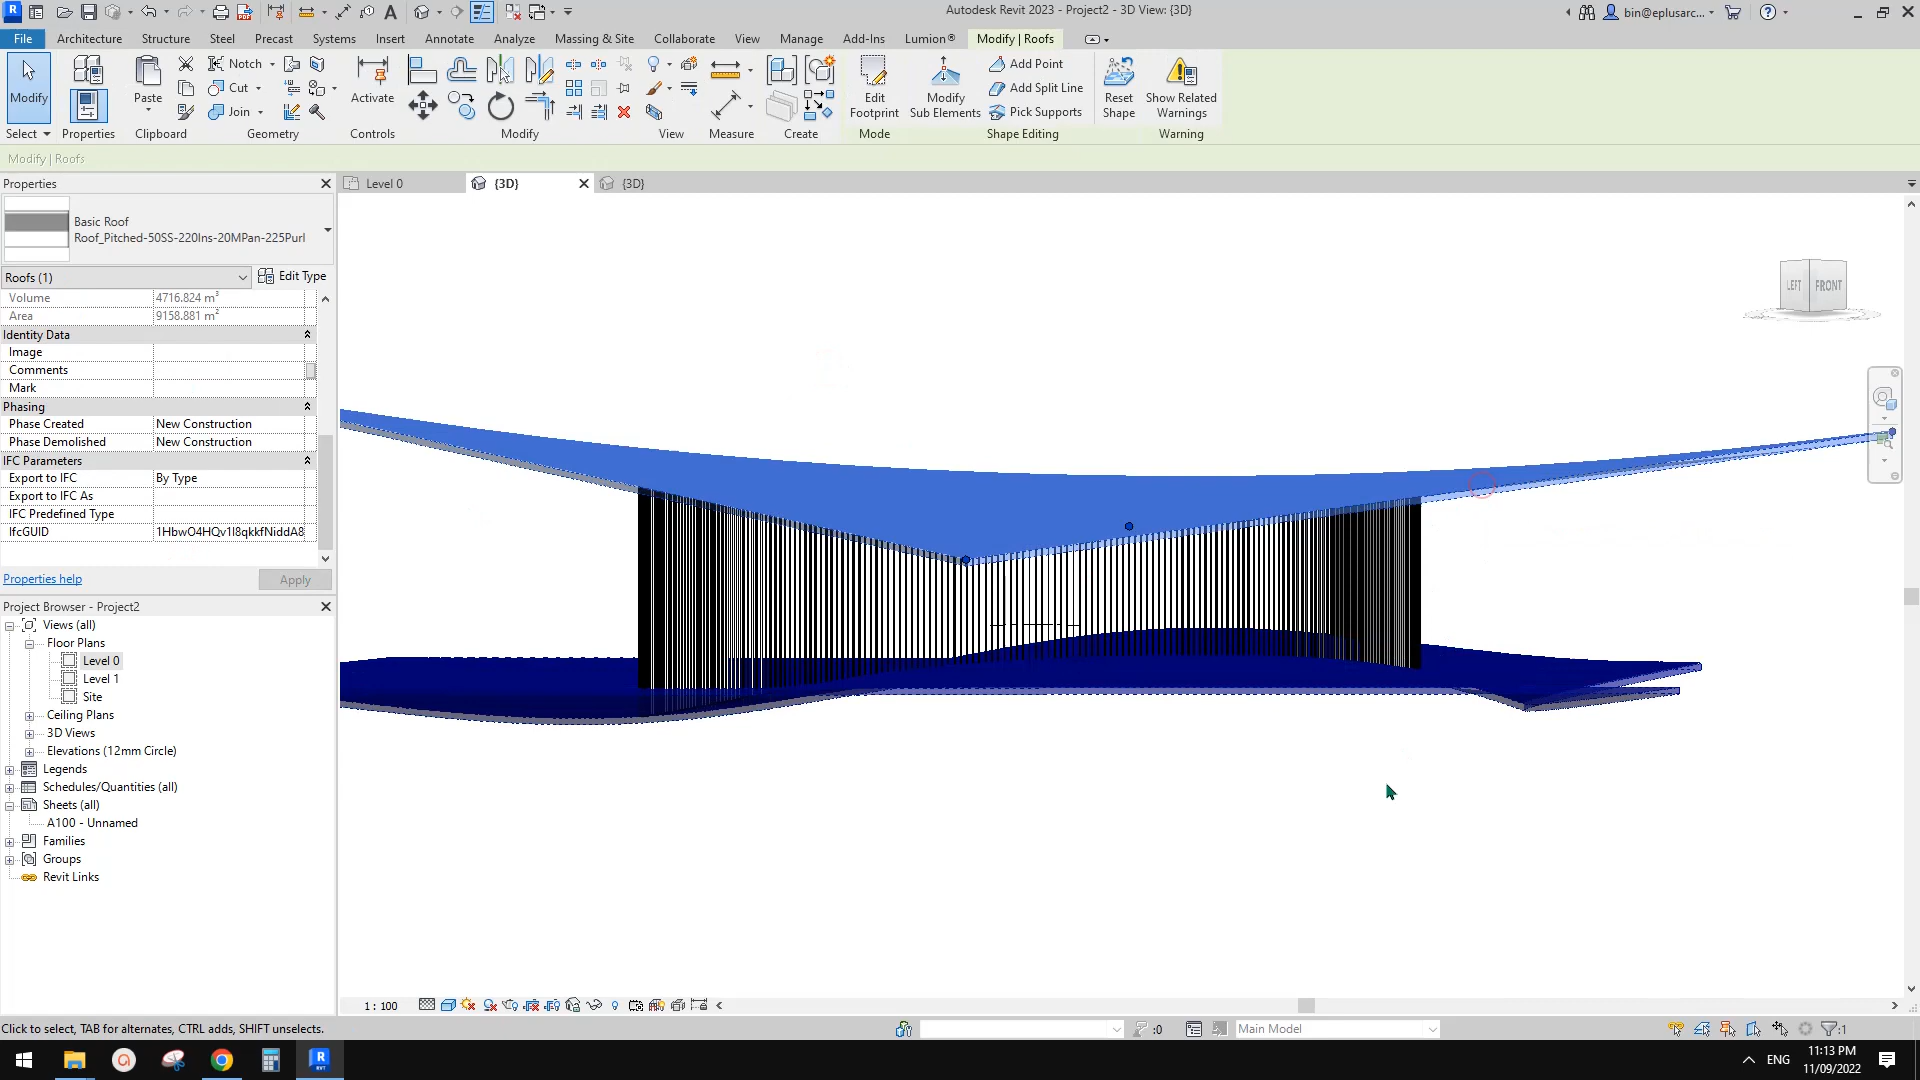 Autodesk Revit 2023 - Project2 - 3D View: {3D}
bin@eplusarc...
File
Architecture
Structure
Steel
Precast
Systems
Insert
Annotate
Analyze
Massing & Site
Collaborate
View
Manage
Add-Ins
Lumion®
Modify | Roofs
Modify
Paste
Notch
Cut
Join
Activate
Edit
Footprint
Modify
Sub Elements
Add Point
Add Split Line
Pick Supports
Reset
Shape
Show Related
Warnings
Select
Properties
Clipboard
Geometry
Controls
Modify
View
Measure
Create
Mode
Shape Editing
Warning
Modify | Roofs
Properties
Level 0
{3D}
{3D}
Basic Roof
Roof_Pitched-50SS-220Ins-20MPan-225Purl
Roofs (1)
Edit Type
Volume 4716.824 m³
Area 9158.881 m²
Identity Data
Image
Comments
Mark
Phasing
Phase Created New Construction
Phase Demolished New Construction
IFC Parameters
Export to IFC By Type
Export to IFC As
IFC Predefined Type
IfcGUID 1HbwO4HQv1I8qkkfNiddA8
Properties help
Apply
LEFT
FRONT
Project Browser - Project2
Views (all)
Floor Plans
Level 0
Level 1
Site
Ceiling Plans
3D Views
Elevations (12mm Circle)
Legends
Schedules/Quantities (all)
Sheets (all)
A100 - Unnamed
Families
Groups
Revit Links
1 : 100
Click to select, TAB for alternates, CTRL adds, SHIFT unselects.
:0
Main Model
:1
ENG
11:13 PM
11/09/2022